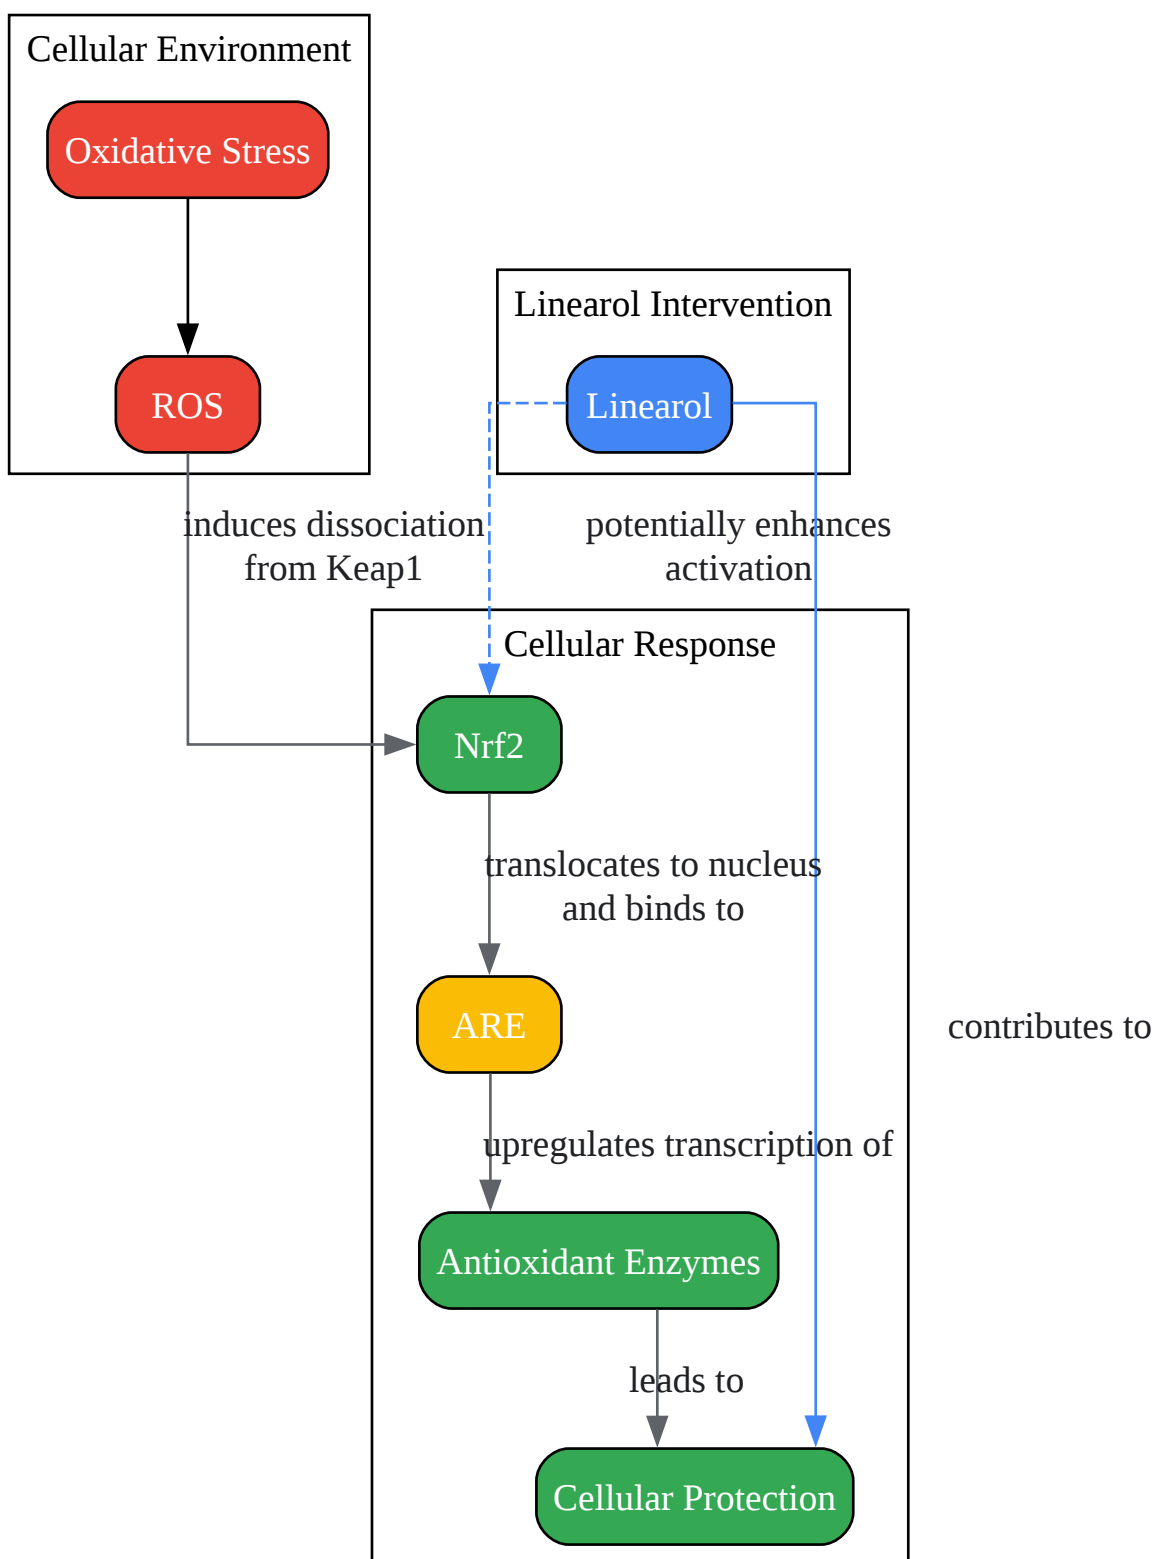 Cellular Environment
Oxidative Stress
Linearol Intervention
ROS
Linearol
induces dissociation
from Keap1
potentially enhances
activation
Cellular Response
Nrf2
translocates to nucleus
and binds to
ARE
contributes to
upregulates transcription of
Antioxidant Enzymes
leads to
Cellular Protection